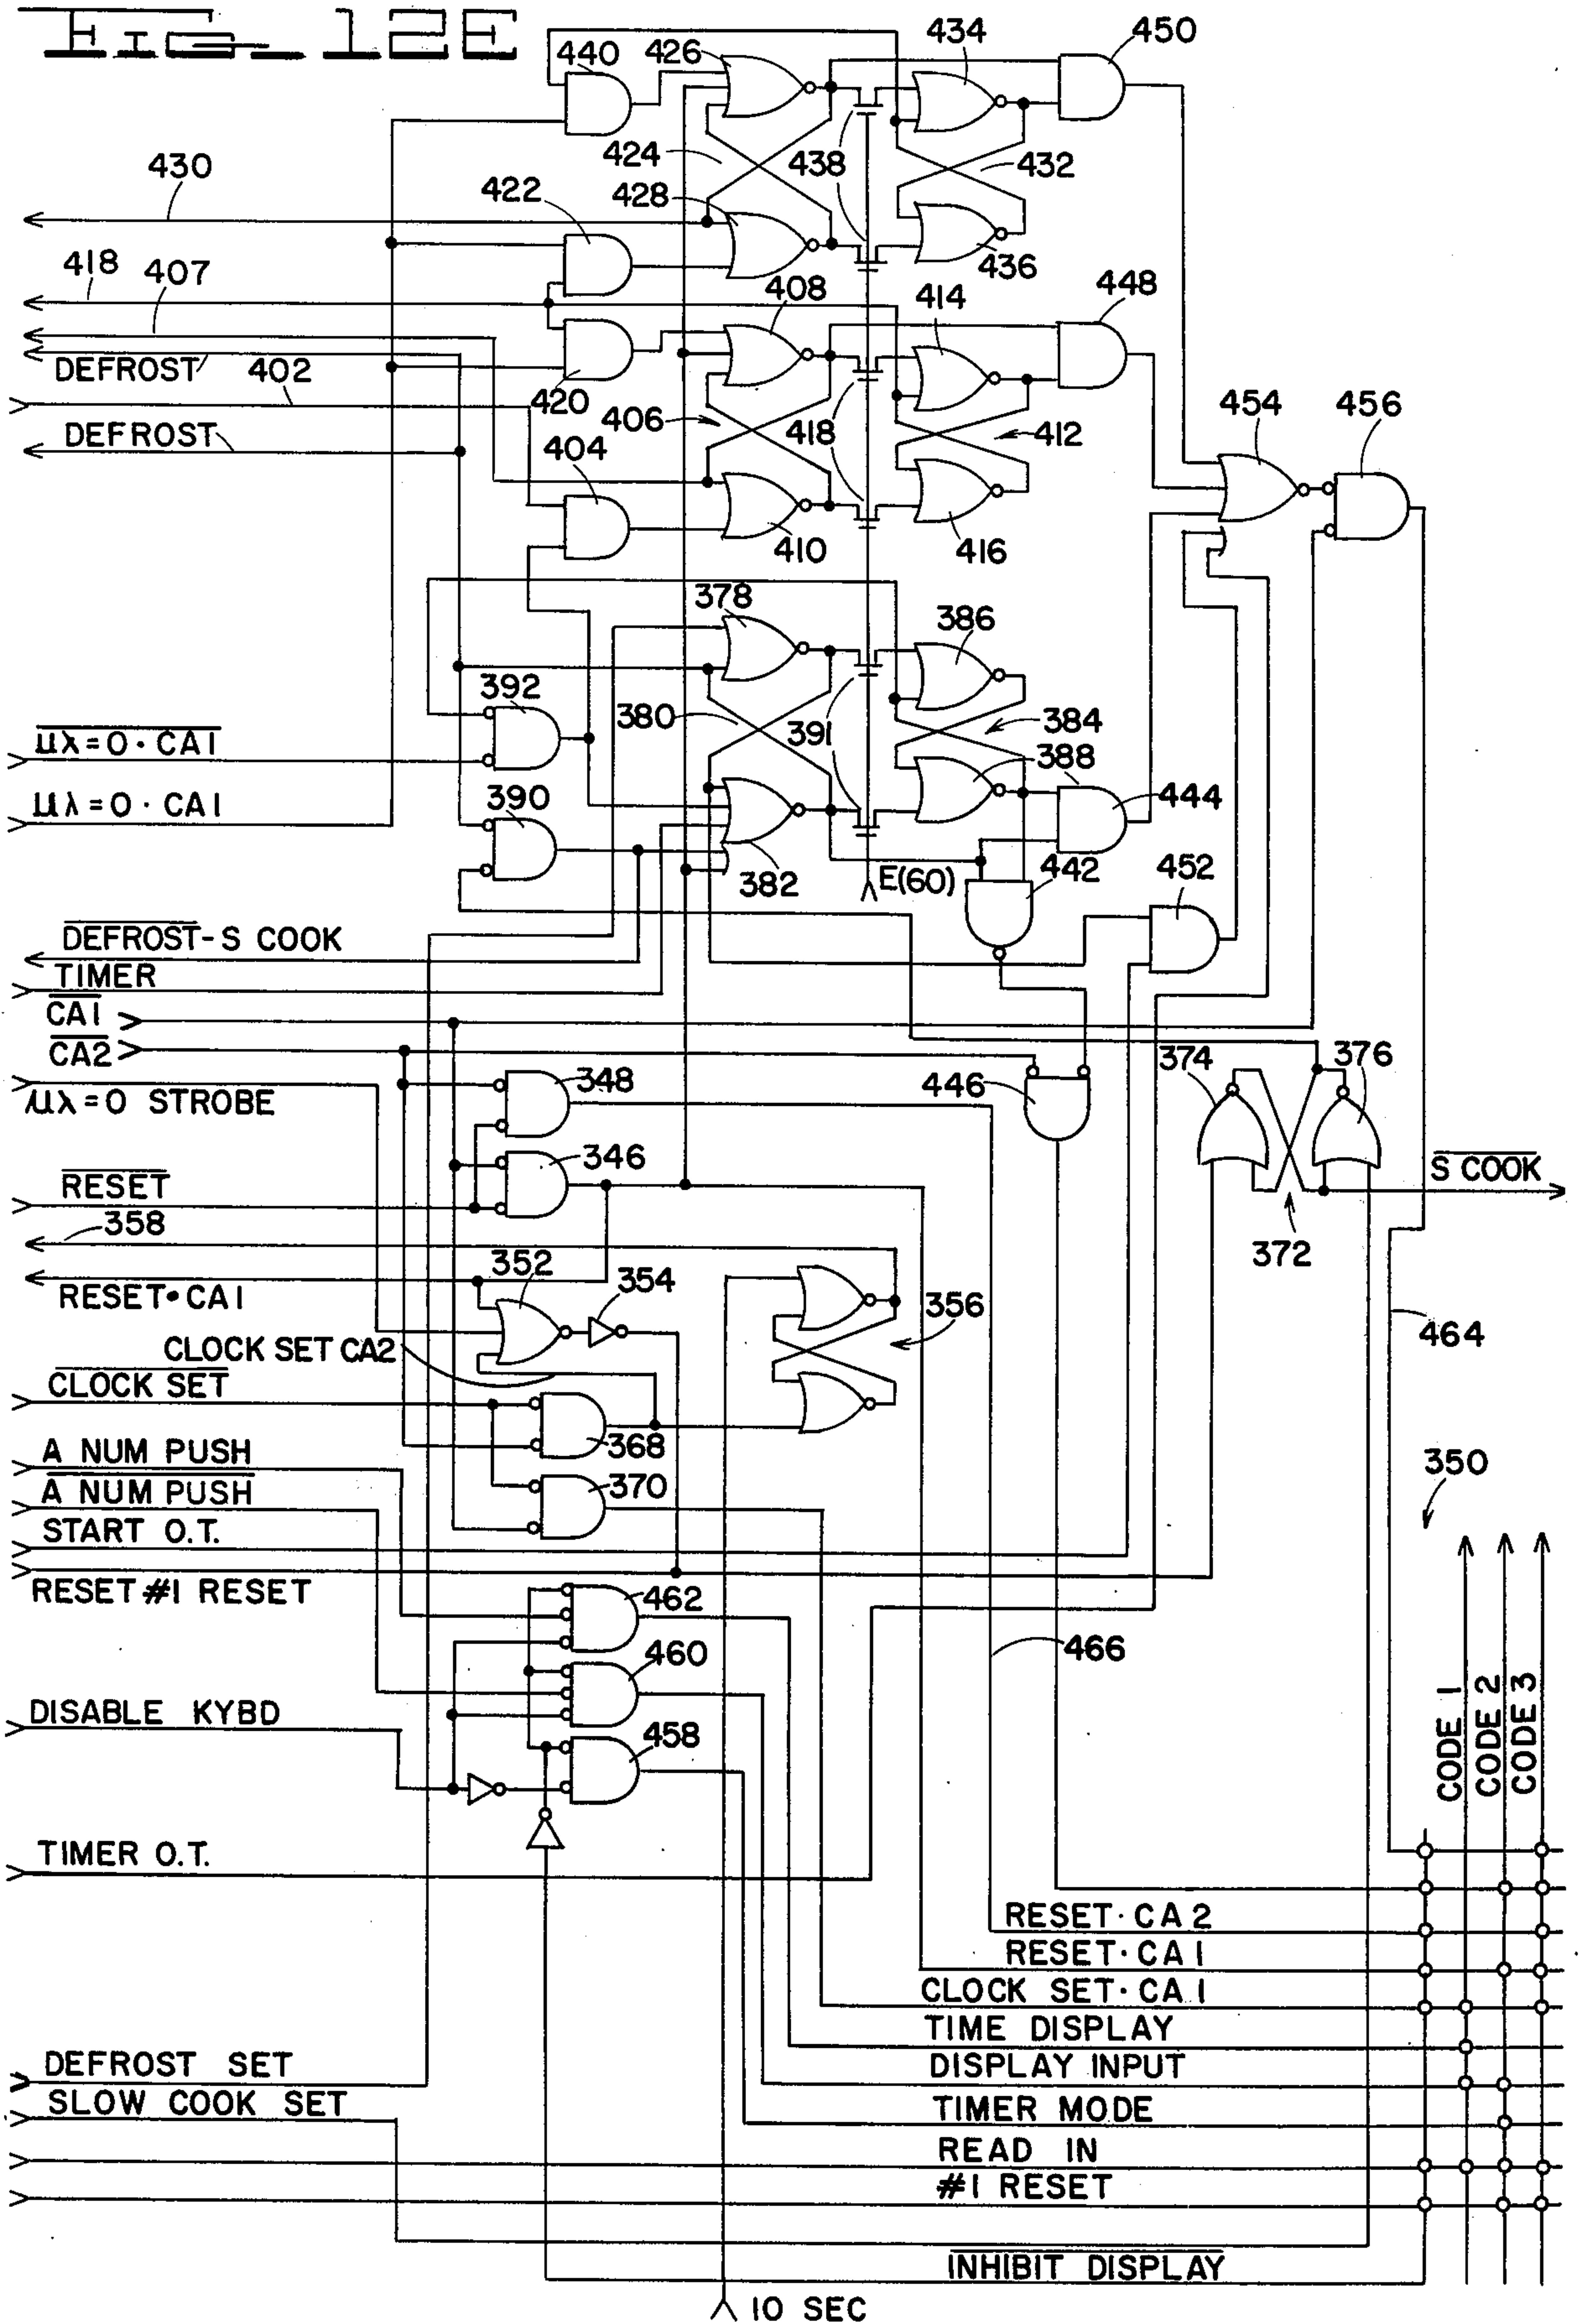 FIG_12E
440
426
434
450
430
424
438
432
422
428
418
407
436
408
414
448
DEFROST
402
420
406
418
412
454
456
DEFROST
404
410
416
378
386
392
380
391
384
μλ=0·CA1
388
μλ=0·CA1
390
444
382
E(60)
442
452
DEFROST-S COOK
TIMER
CA1
CA2
374
376
μλ=0 STROBE
348
446
346
RESET
S COOK
358
372
352
354
RESET•CA1
356
464
CLOCK SET CA2
CLOCK SET
368
A NUM PUSH
370
350
A NUM PUSH
START O.T.
RESET #1 RESET
462
460
466
DISABLE KYBD
458
CODE 1
CODE 2
CODE 3
TIMER O.T.
RESET·CA2
RESET·CA1
CLOCK SET·CA1
TIME DISPLAY
DEFROST SET
DISPLAY INPUT
SLOW COOK SET
TIMER MODE
READ IN
#1 RESET
INHIBIT DISPLAY
10 SEC